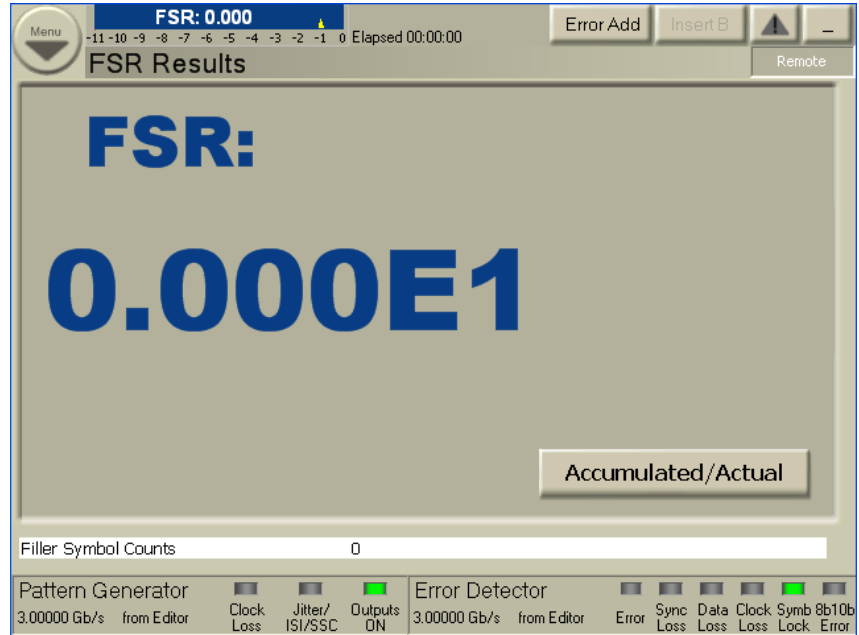 Menu
FSR: 0.000
-11 -10 -9 -8 -7 -6 -5 -4 -3 -2 -1 0 Elapsed 00:00:00
Error Add
Insert B
FSR Results
Remote
FSR:
0.000E1
Accumulated/Actual
Filler Symbol Counts 0
Pattern Generator
3.00000 Gb/s from Editor
Clock Loss
Jitter/ ISI/SSC
Outputs ON
Error Detector
3.00000 Gb/s from Editor
Error
Sync Loss
Data Loss
Clock Loss
Symb Lock
8b10b Error